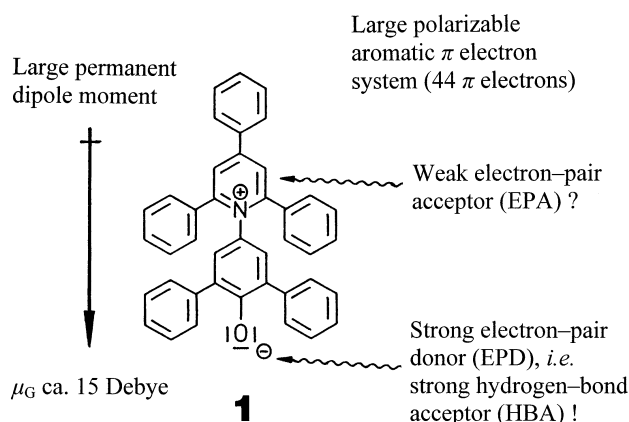 Large polarizable
aromatic π electron
system (44 π electrons)
Large permanent
dipole moment
Weak electron–pair
acceptor (EPA) ?
⊕
N
|O|
⊖
Strong electron–pair
donor (EPD), i.e.
strong hydrogen–bond
acceptor (HBA) !
μG ca. 15 Debye
1